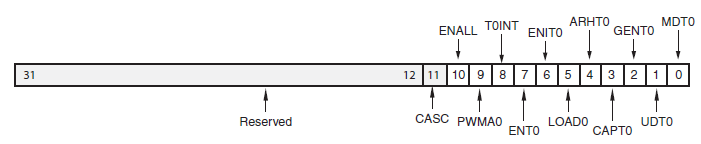 ENALL T0INT ENIT0 ARHT0 GENT0 MDT0
31 12 11 10 9 8 7 6 5 4 3 2 1 0
Reserved CASC PWMA0 ENT0 LOAD0 CAPT0 UDT0